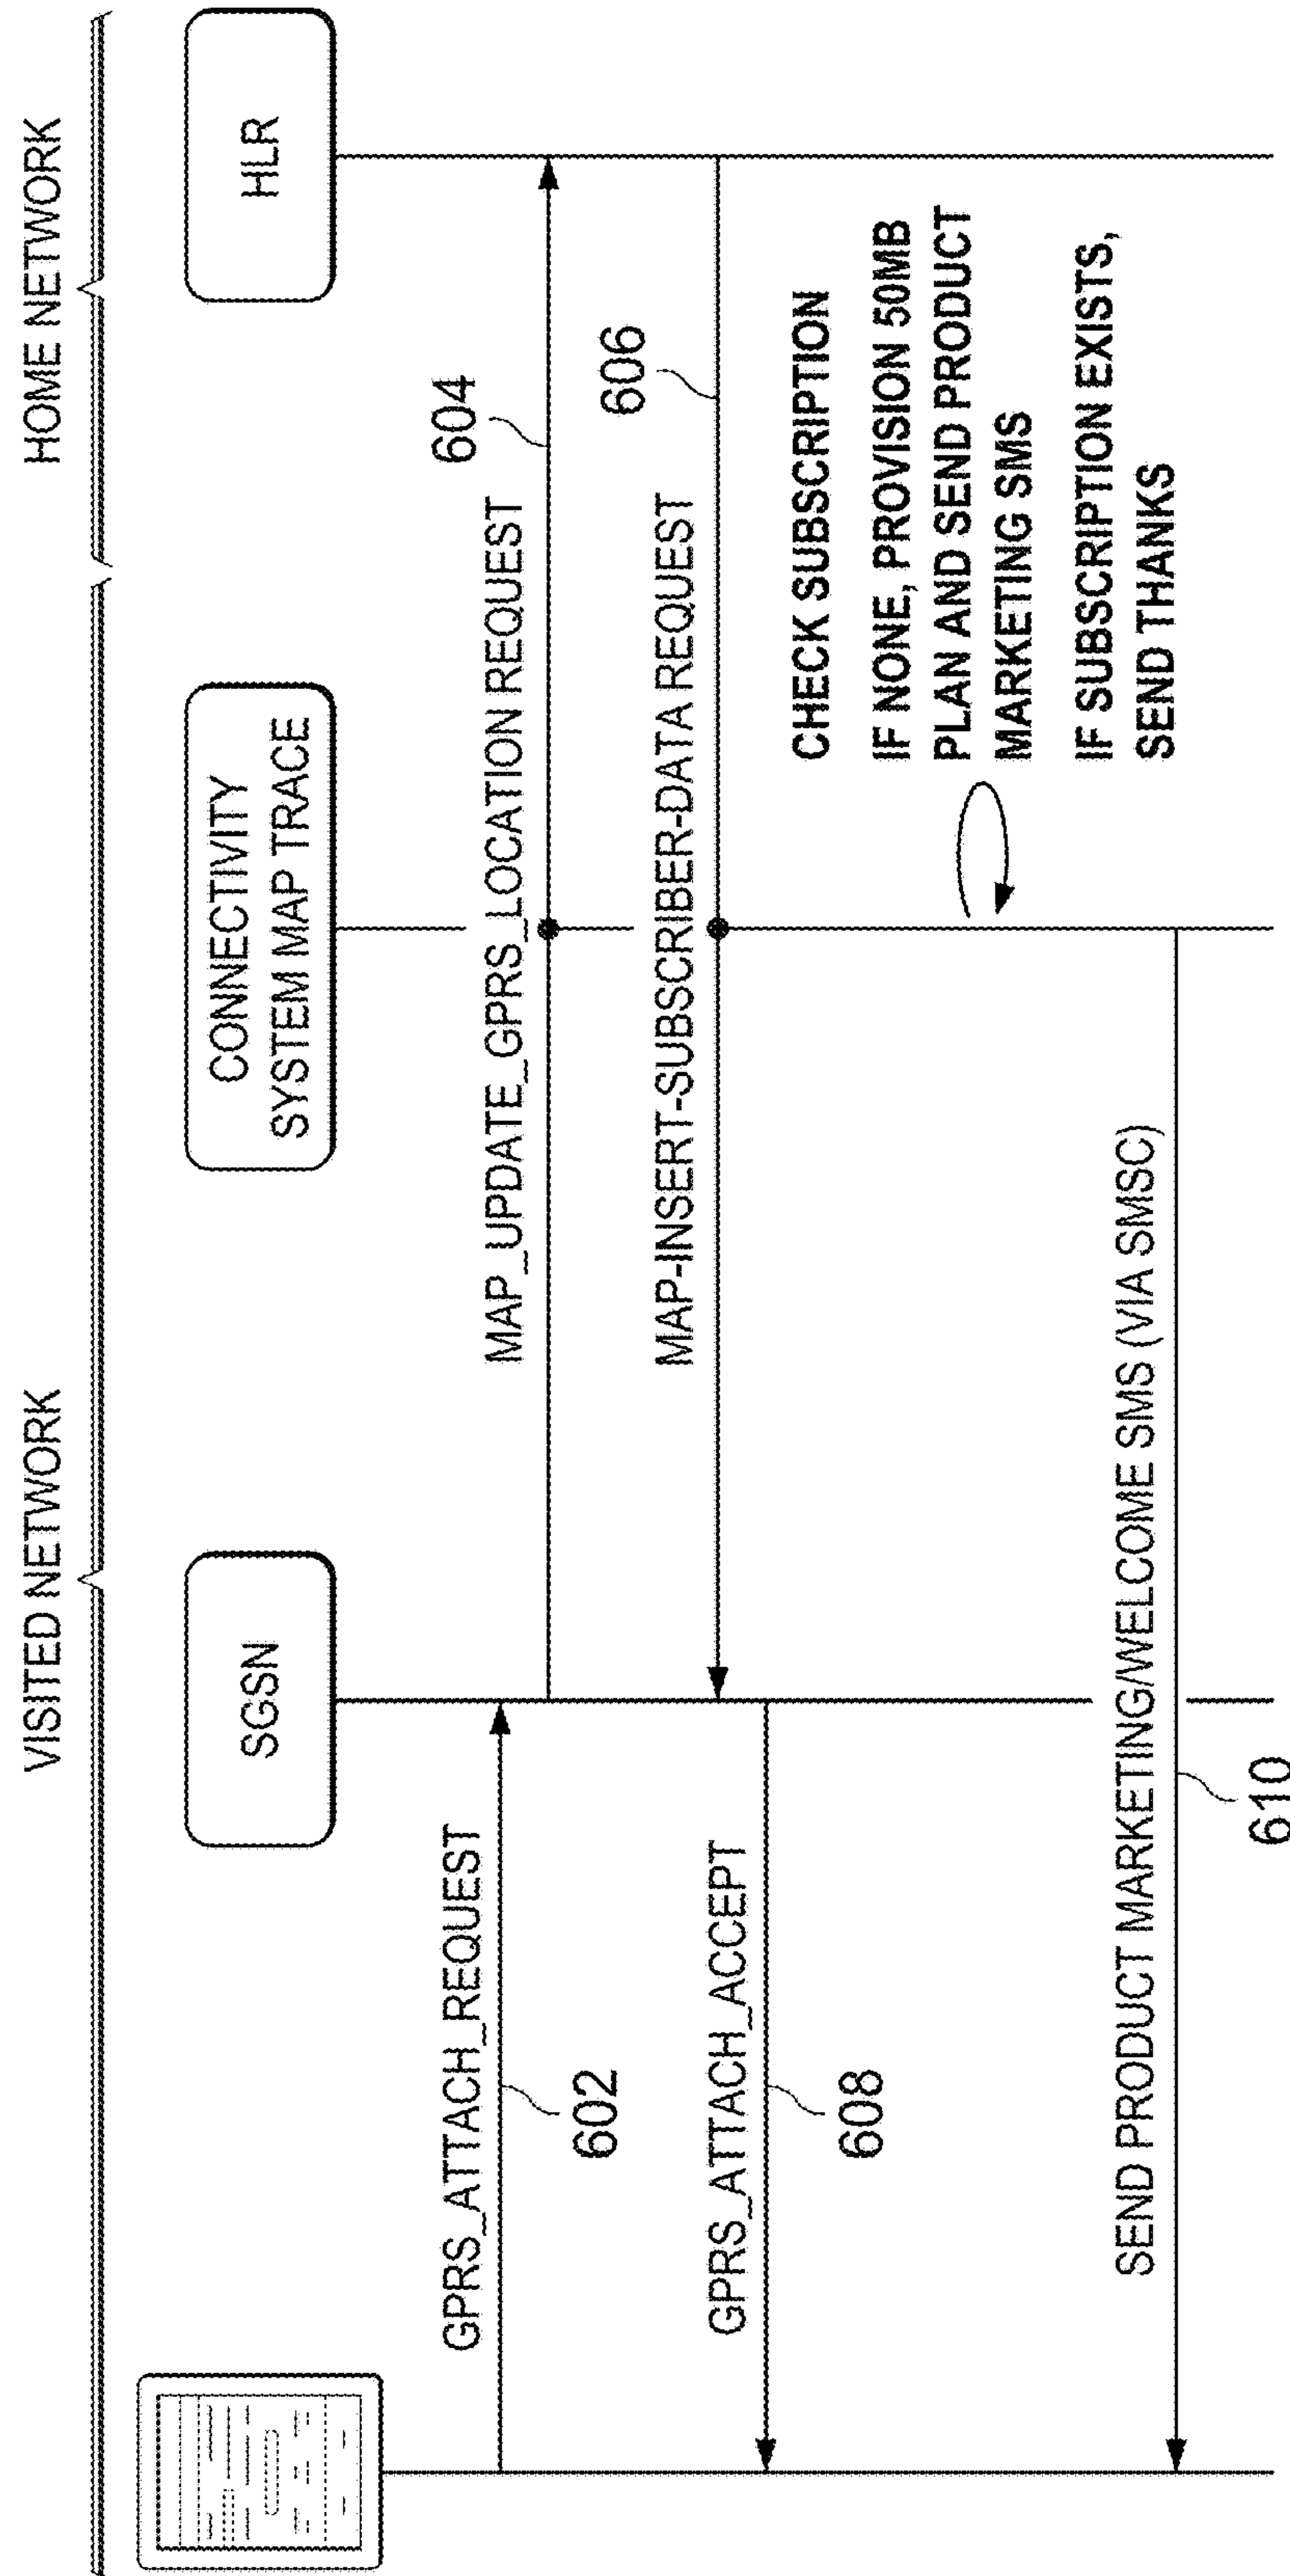 VISITED NETWORK
HOME NETWORK
SGSN
CONNECTIVITY
SYSTEM MAP TRACE
HLR
GPRS_ATTACH_REQUEST
602
MAP_UPDATE_GPRS_LOCATION REQUEST
604
MAP-INSERT-SUBSCRIBER-DATA REQUEST
606
GPRS_ATTACH_ACCEPT
608
CHECK SUBSCRIPTION
IF NONE, PROVISION 50MB
PLAN AND SEND PRODUCT
MARKETING SMS
IF SUBSCRIPTION EXISTS,
SEND THANKS
SEND PRODUCT MARKETING/WELCOME SMS (VIA SMSC)
610